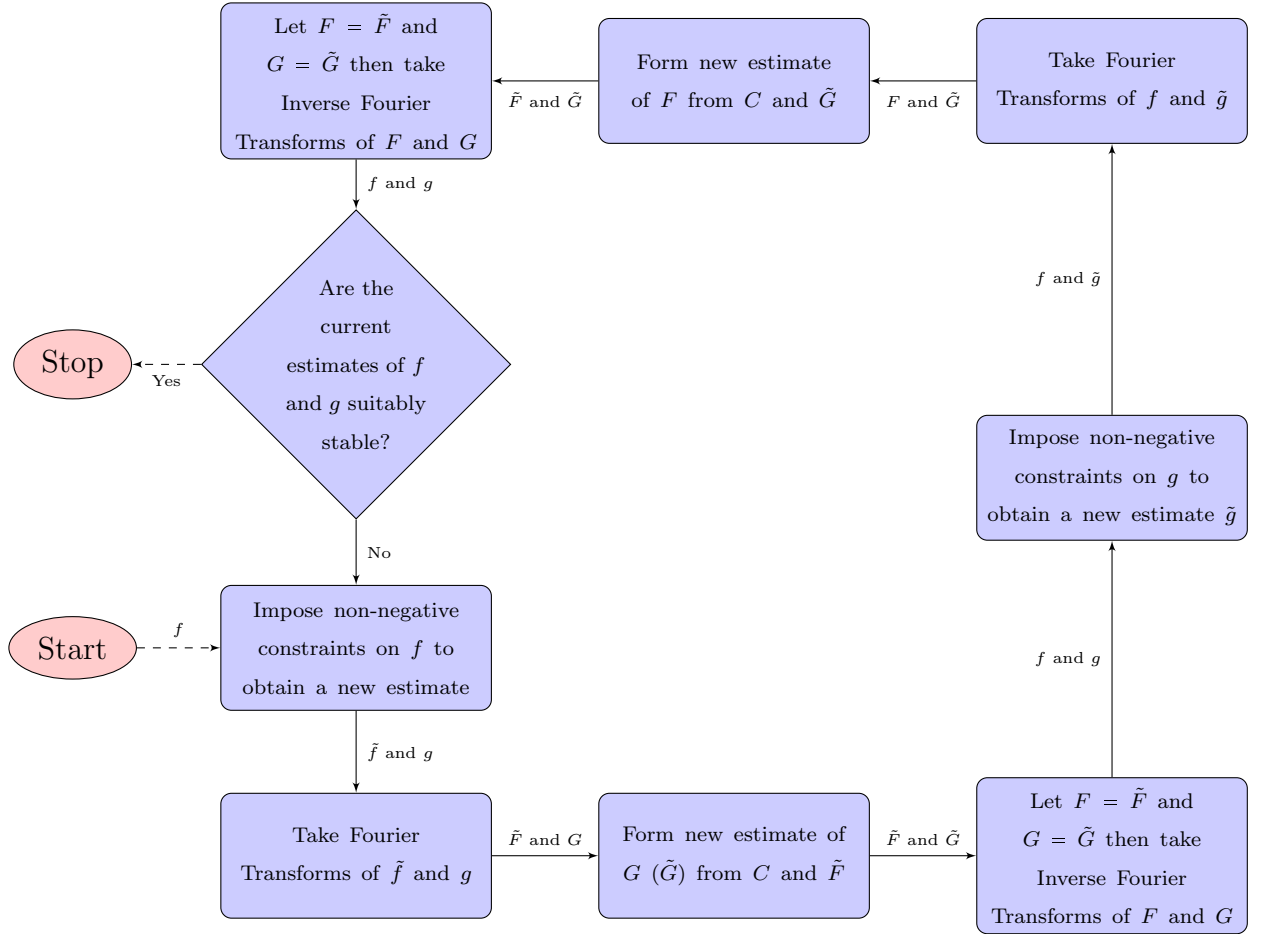 Let F = F̃ and
G = G̃ then take
Inverse Fourier
Transforms of F and G
F̃ and G̃
Form new estimate
of F from C and G̃
F and G̃
Take Fourier
Transforms of f and g̃
f and g
f and g̃
Are the
current
estimates of f
and g suitably
stable?
Stop
Yes
No
Impose non-negative
constraints on g to
obtain a new estimate g̃
Start
f
Impose non-negative
constraints on f to
obtain a new estimate
f and g
f̃ and g
Take Fourier
Transforms of f̃ and g
F̃ and G
Form new estimate of
G (G̃) from C and F̃
F̃ and G̃
Let F = F̃ and
G = G̃ then take
Inverse Fourier
Transforms of F and G